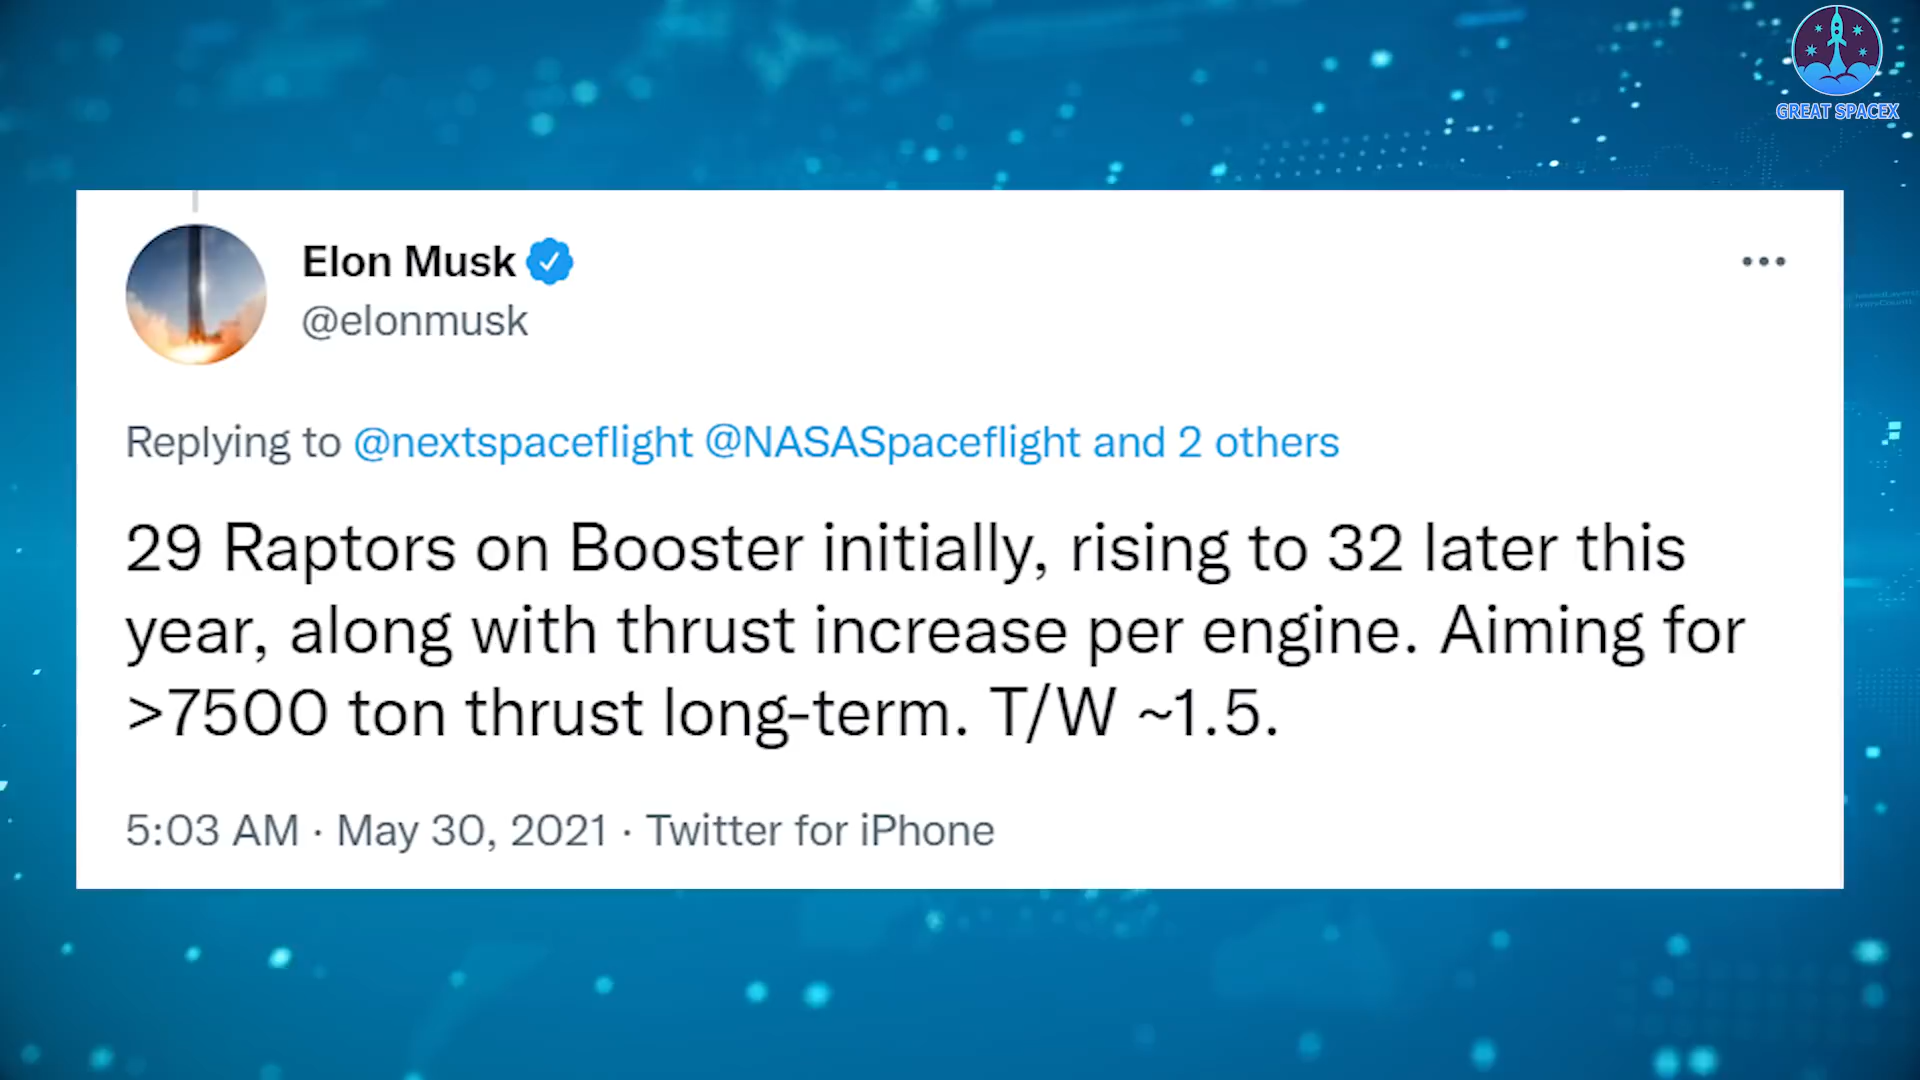 GREAT SPACEX
Elon Musk
@elonmusk
Replying to @nextspaceflight @NASASpaceflight and 2 others
29 Raptors on Booster initially, rising to 32 later this
year, along with thrust increase per engine. Aiming for
>7500 ton thrust long-term. T/W ~1.5.
5:03 AM · May 30, 2021 · Twitter for iPhone